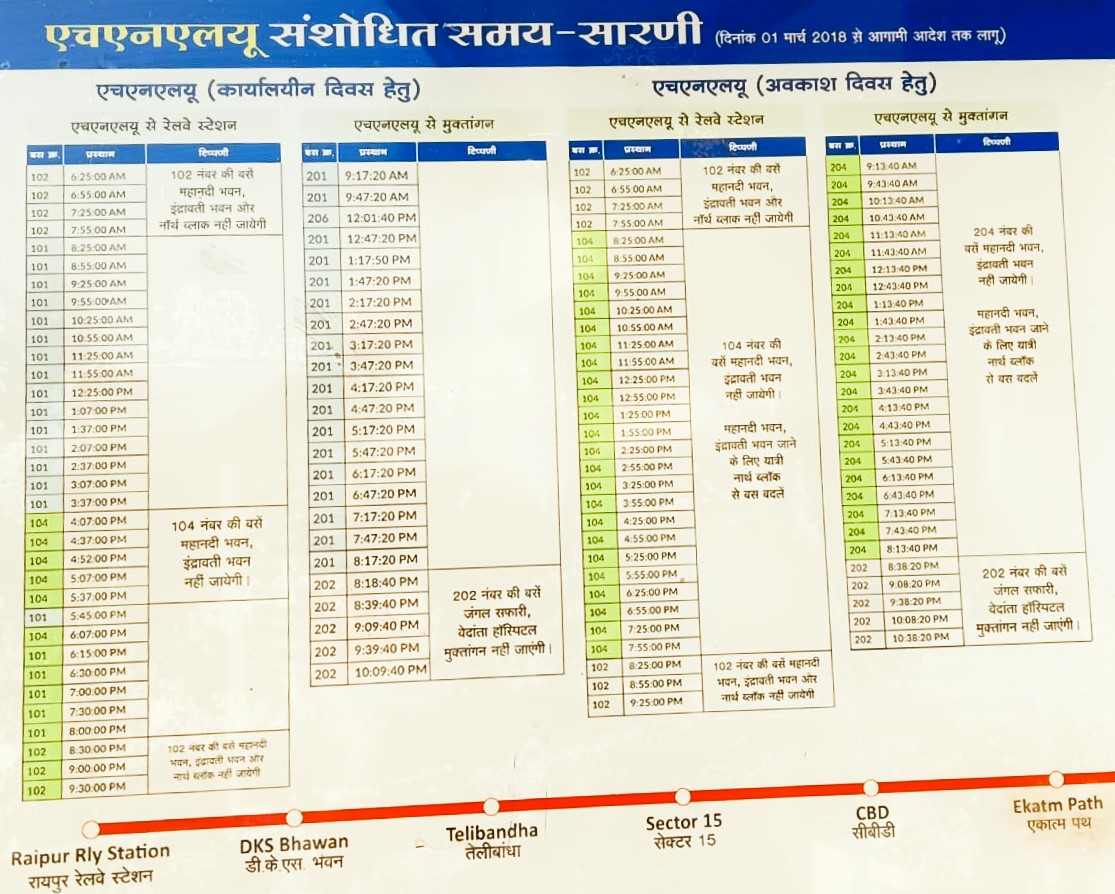 एचएनएलयू संशोधित समय-सारणी (दिनांक 01 मार्च 2018 से आगामी आदेश तक लागू)
एचएनएलयू (कार्यालयीन दिवस हेतु)
एचएनएलयू से रेलवे स्टेशन
बस क्र. प्रस्थान टिप्पणी
102 6:25:00 AM 102 नंबर की बसें
102 6:55:00 AM महानदी भवन,
102 7:25:00 AM इंद्रावती भवन और
102 7:55:00 AM नॉर्थ ब्लाक नहीं जायेगी
101 8:25:00 AM
101 8:55:00 AM
101 9:25:00 AM
101 9:55:00 AM
101 10:25:00 AM
101 10:55:00 AM
101 11:25:00 AM
101 11:55:00 AM
101 12:25:00 PM
101 1:07:00 PM
101 1:37:00 PM
101 2:07:00 PM
101 2:37:00 PM
101 3:07:00 PM
101 3:37:00 PM
104 4:07:00 PM 104 नंबर की बसें
104 4:37:00 PM महानदी भवन,
104 4:52:00 PM इंद्रावती भवन
104 5:07:00 PM नहीं जायेगी।
104 5:37:00 PM
101 5:45:00 PM
104 6:07:00 PM
101 6:15:00 PM
101 6:30:00 PM
101 7:00:00 PM
101 7:30:00 PM
101 8:00:00 PM
102 8:30:00 PM 102 नंबर की बसें महानदी
102 9:00:00 PM भवन, इंद्रावती भवन और
102 9:30:00 PM नार्थ ब्लॉक नहीं जायेगी
एचएनएलयू से मुक्तांगन
बस क्र. प्रस्थान टिप्पणी
201 9:17:20 AM
201 9:47:20 AM
206 12:01:40 PM
201 12:47:20 PM
201 1:17:50 PM
201 1:47:20 PM
201 2:17:20 PM
201 2:47:20 PM
201 3:17:20 PM
201 3:47:20 PM
201 4:17:20 PM
201 4:47:20 PM
201 5:17:20 PM
201 5:47:20 PM
201 6:17:20 PM
201 6:47:20 PM
201 7:17:20 PM
201 7:47:20 PM
201 8:17:20 PM
202 8:18:40 PM
202 8:39:40 PM 202 नंबर की बसें
202 9:09:40 PM जंगल सफारी,
202 9:39:40 PM वेदांता हॉस्पिटल
202 10:09:40 PM मुक्तांगन नहीं जाएंगी।
एचएनएलयू (अवकाश दिवस हेतु)
एचएनएलयू से रेलवे स्टेशन
बस क्र. प्रस्थान टिप्पणी
102 6:25:00 AM 102 नंबर की बसें
102 6:55:00 AM महानदी भवन,
102 7:25:00 AM इंद्रावती भवन और
102 7:55:00 AM नॉर्थ ब्लॉक नहीं जायेगी
104 8:25:00 AM
104 8:55:00 AM
104 9:25:00 AM
104 9:55:00 AM
104 10:25:00 AM
104 10:55:00 AM
104 11:25:00 AM 104 नंबर की
104 11:55:00 AM बसें महानदी भवन,
104 12:25:00 PM इंद्रावती भवन
104 12:55:00 PM नहीं जायेगी।
104 1:25:00 PM
104 1:55:00 PM महानदी भवन,
104 2:25:00 PM इंद्रावती भवन जाने
104 2:55:00 PM के लिए यात्री
104 3:25:00 PM नार्थ ब्लॉक
104 3:55:00 PM से बस बदलें
104 4:25:00 PM
104 4:55:00 PM
104 5:25:00 PM
104 5:55:00 PM
104 6:25:00 PM
104 6:55:00 PM
104 7:25:00 PM
104 7:55:00 PM
102 8:25:00 PM 102 नंबर की बसें महानदी
102 8:55:00 PM भवन, इंद्रावती भवन और
102 9:25:00 PM नार्थ ब्लॉक नहीं जायेगी
एचएनएलयू से मुक्तांगन
बस क्र. प्रस्थान टिप्पणी
204 9:13:40 AM
204 9:43:40 AM
204 10:13:40 AM
204 10.43:40 AM
204 11:13:40 AM 204 नंबर की
204 11:43:40 AM बसें महानदी भवन,
204 12:13:40 PM इंद्रावती भवन
204 12:43:40 PM नहीं जायेगी।
204 1:13:40 PM
204 1:43:40 PM महानदी भवन,
204 2:13:40 PM इंद्रावती भवन जाने
204 2:43:40 PM के लिए यात्री
204 3:13:40 PM नार्थ ब्लॉक
204 3:43:40 PM से बस बदलें
204 4:13:40 PM
204 4:43:40 PM
204 5:13:40 PM
204 5:43:40 PM
204 6:13:40 PM
204 6:43:40 PM
204 7:13:40 PM
204 7:43:40 PM
204 8:13:40 PM
202 8:38:20 PM 202 नंबर की बसें
202 9:08:20 PM जंगल सफारी,
202 9:38:20 PM वेदांता हॉस्पिटल
202 10:08:20 PM मुक्तांगन नहीं जाएंगी।
202 10:38:20 PM
Raipur Rly Station
रायपुर रेलवे स्टेशन
DKS Bhawan
डी.के.एस. भवन
Telibandha
तेलीबांधा
Sector 15
सेक्टर 15
CBD
सीबीडी
Ekatm Path
एकात्म पथ